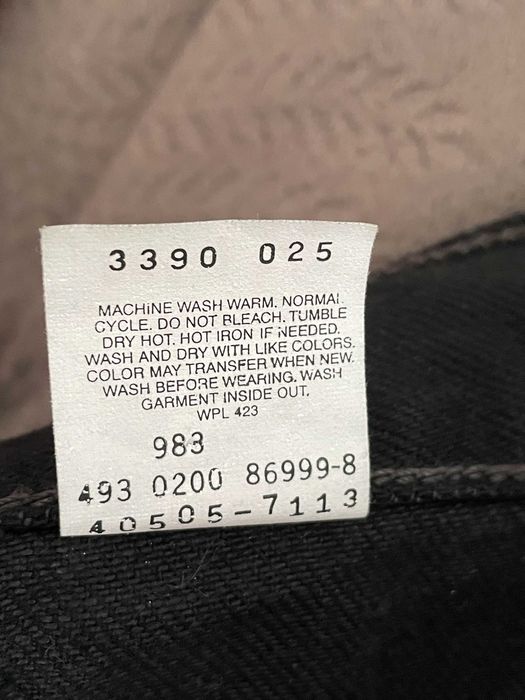 3390 025
MACHINE WASH WARM. NORMAL
CYCLE. DO NOT BLEACH. TUMBLE
DRY HOT. HOT IRON IF NEEDED.
WASH AND DRY WITH LIKE COLORS.
COLOR MAY TRANSFER WHEN NEW.
WASH BEFORE WEARING. WASH
GARMENT INSIDE OUT.
WPL 423
983
493 0200 86999-8
40505-7113